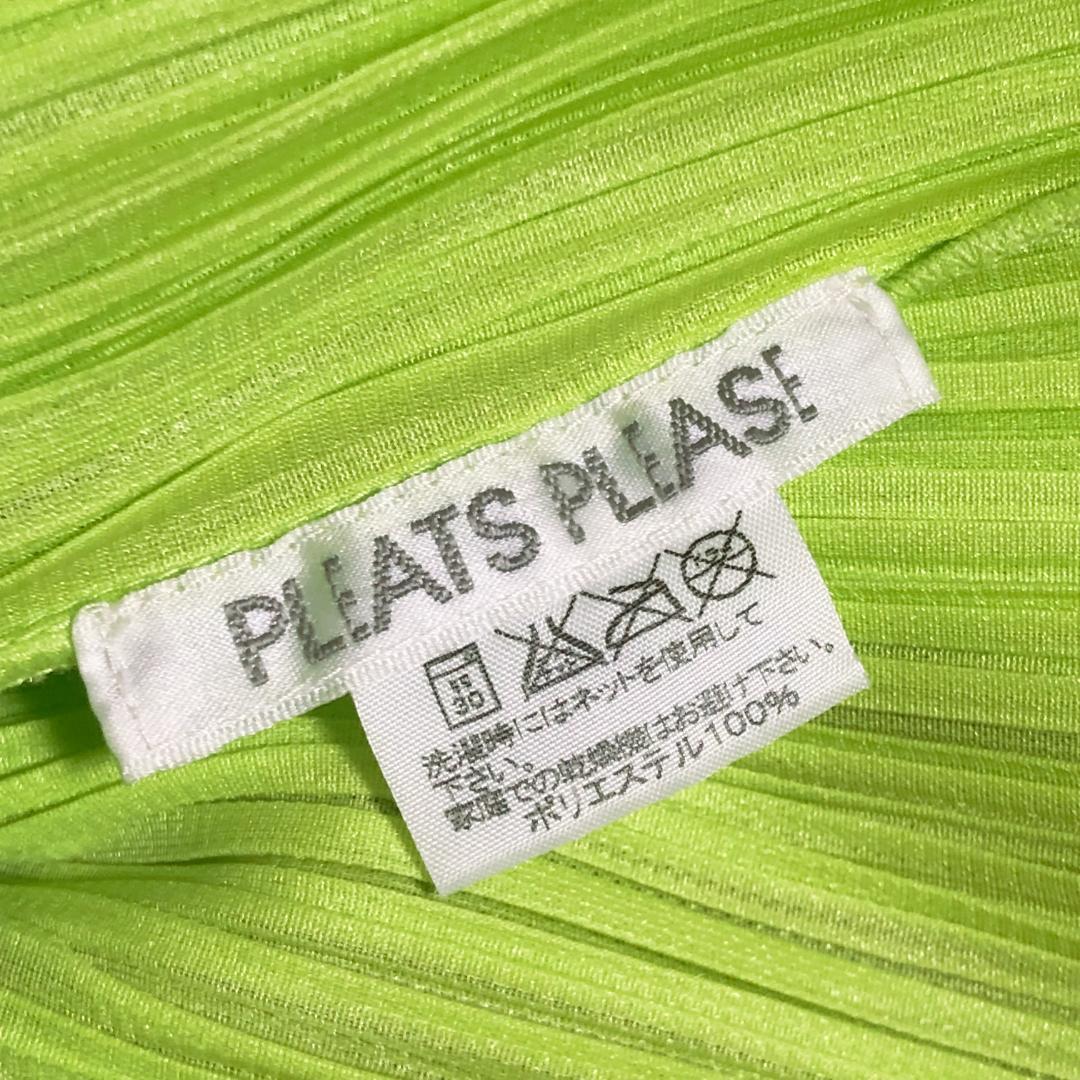 PLEATS PLEASE
弱 30
洗濯時にはネットを使用して
下さい。
家庭での乾燥機はお避け下さい。
ポリエステル100%